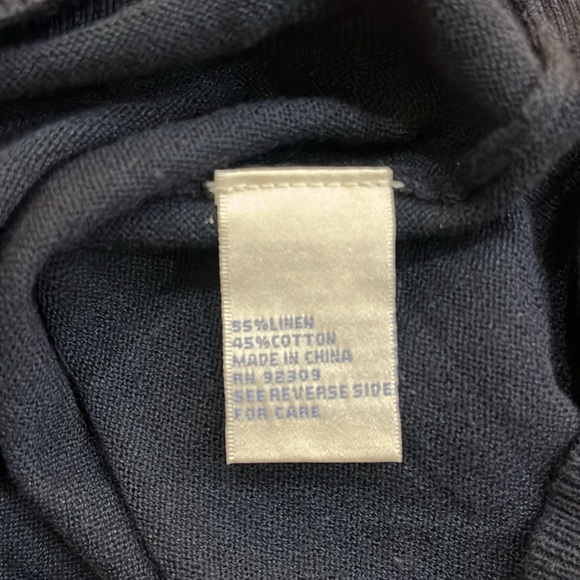 55%LINEN
45%COTTON
MADE IN CHINA
RN 92309
SEE REVERSE SIDE
FOR CARE